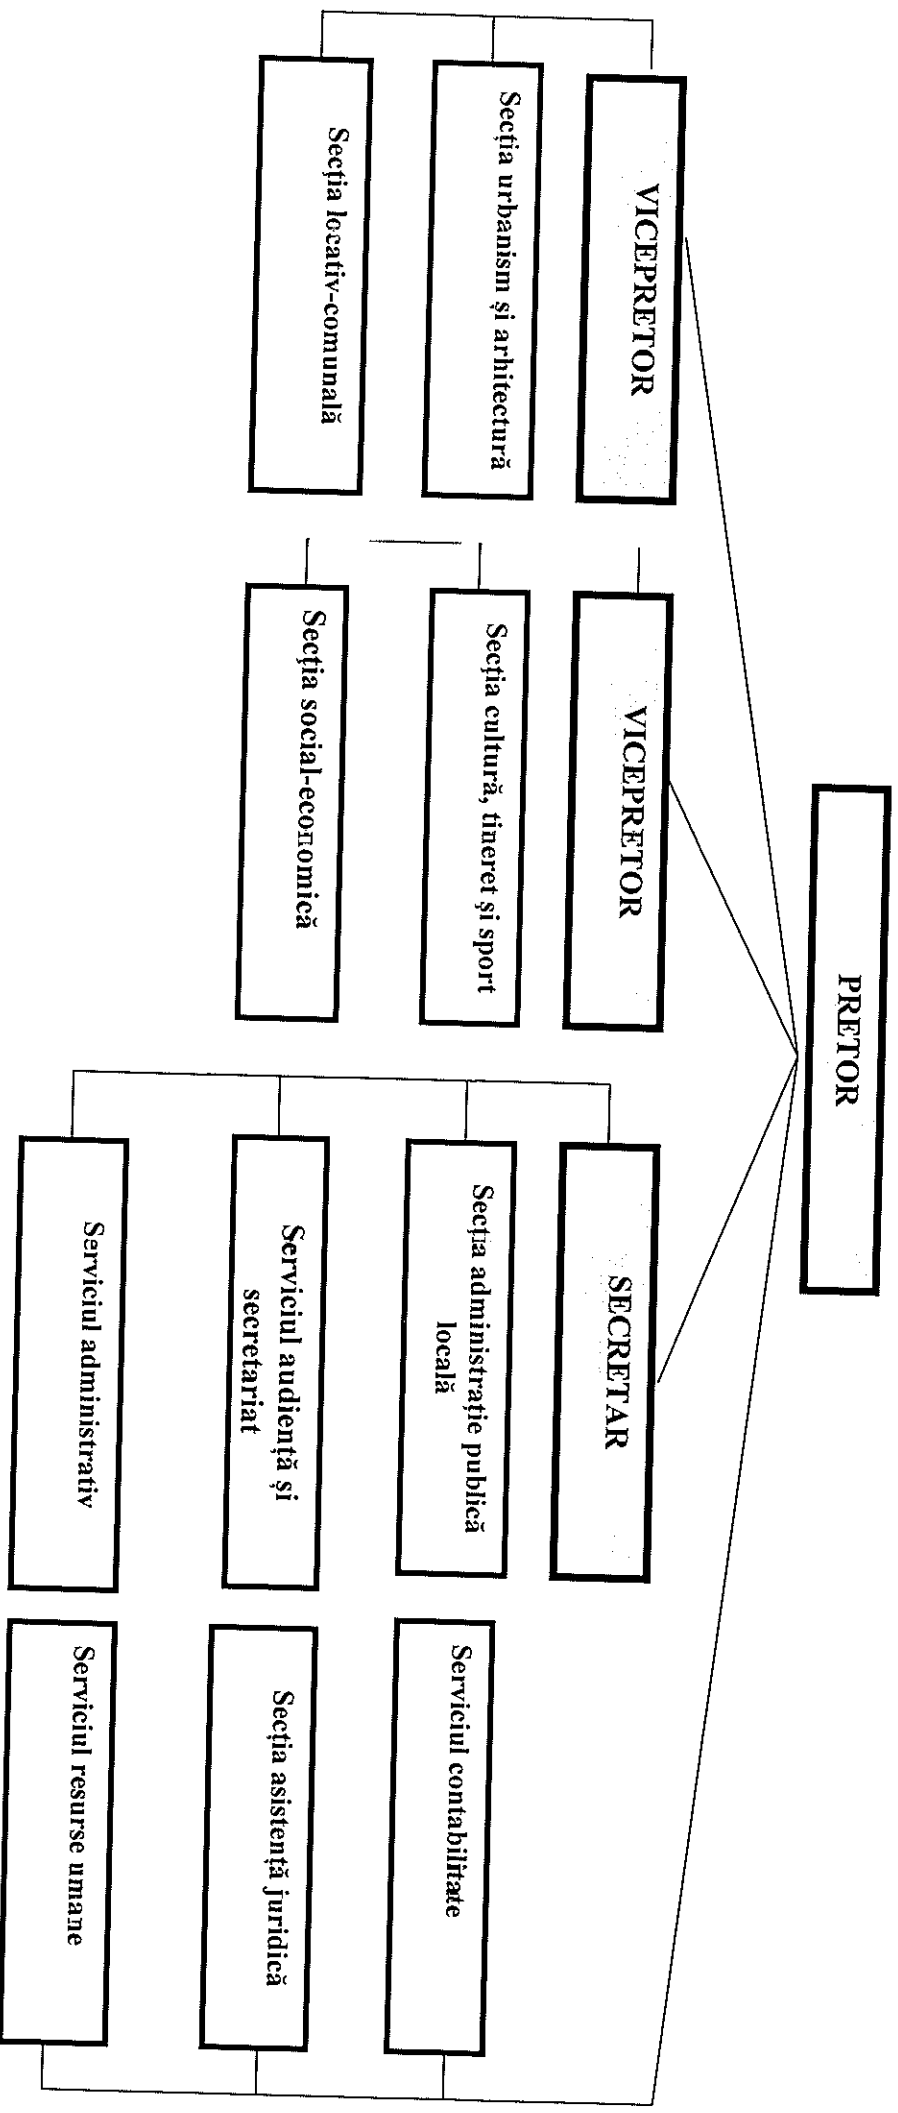 PRETOR
VICEPRETOR
VICEPRETOR
SECRETAR
Secția urbanism și arhitectură
Secția cultură, tineret și sport
Secția administrație publică
locală
Serviciul contabilitate
Secția locativ-comunală
Secția social-economică
Serviciul audiență și
secretariat
Secția asistență juridică
Serviciul administrativ
Serviciul resurse umane